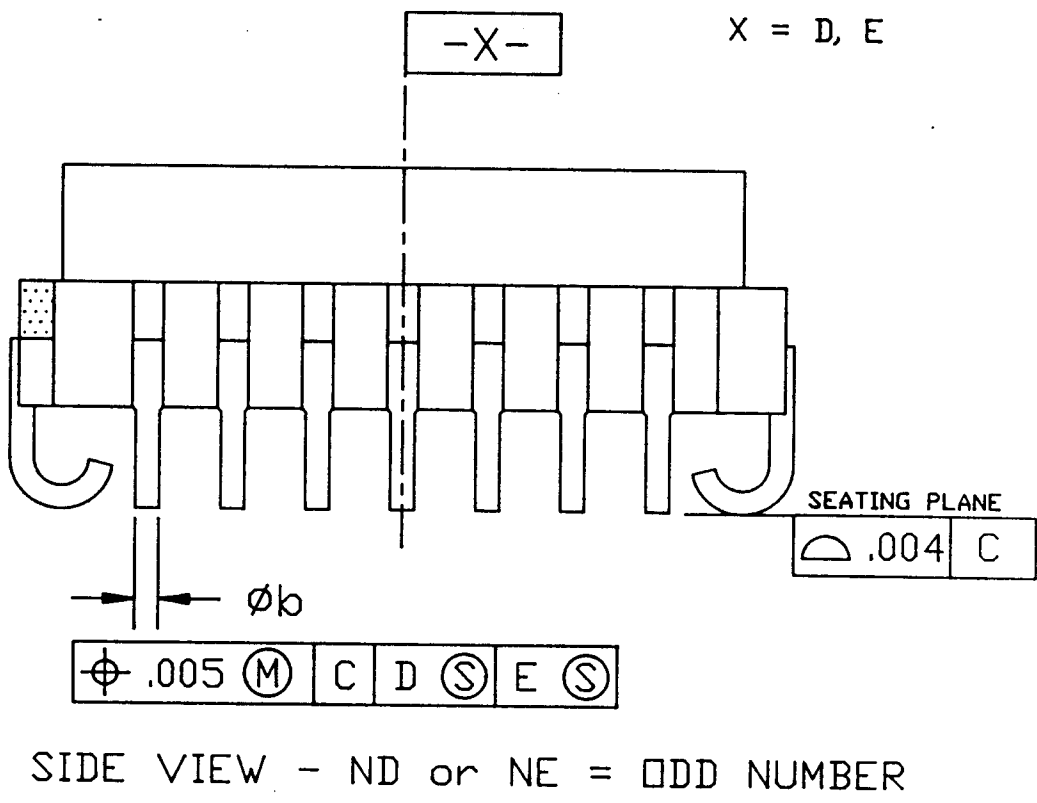 -X-
X = D, E
SEATING PLANE
⌓ .004 C
Øb
⌖ .005 Ⓜ C D Ⓢ E Ⓢ
SIDE VIEW - ND or NE = ODD NUMBER